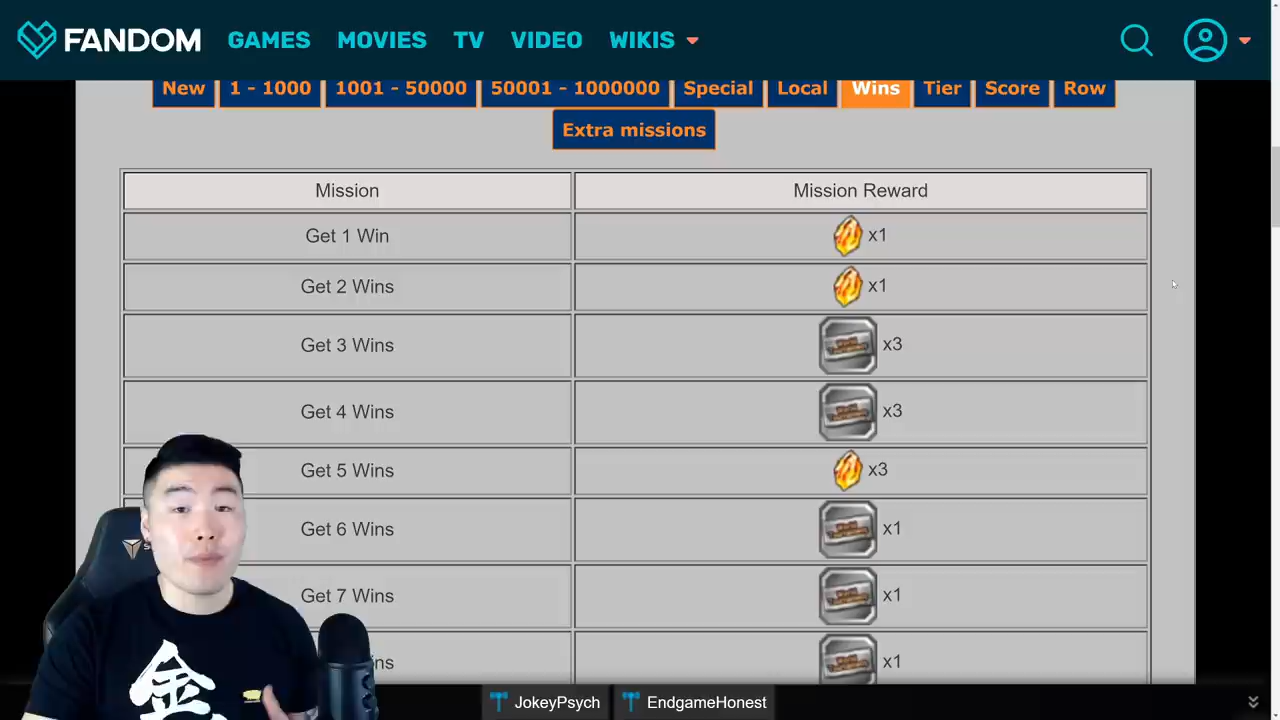 FANDOM GAMES MOVIES TV VIDEO WIKIS
New 1 - 1000 1001 - 50000 50001 - 1000000 Special Local Wins Tier Score Row
Extra missions
Mission Mission Reward
Get 1 Win x1
Get 2 Wins x1
Get 3 Wins x3
Get 4 Wins x3
Get 5 Wins x3
Get 6 Wins x1
Get 7 Wins x1
ns x1
金
JokeyPsych EndgameHonest